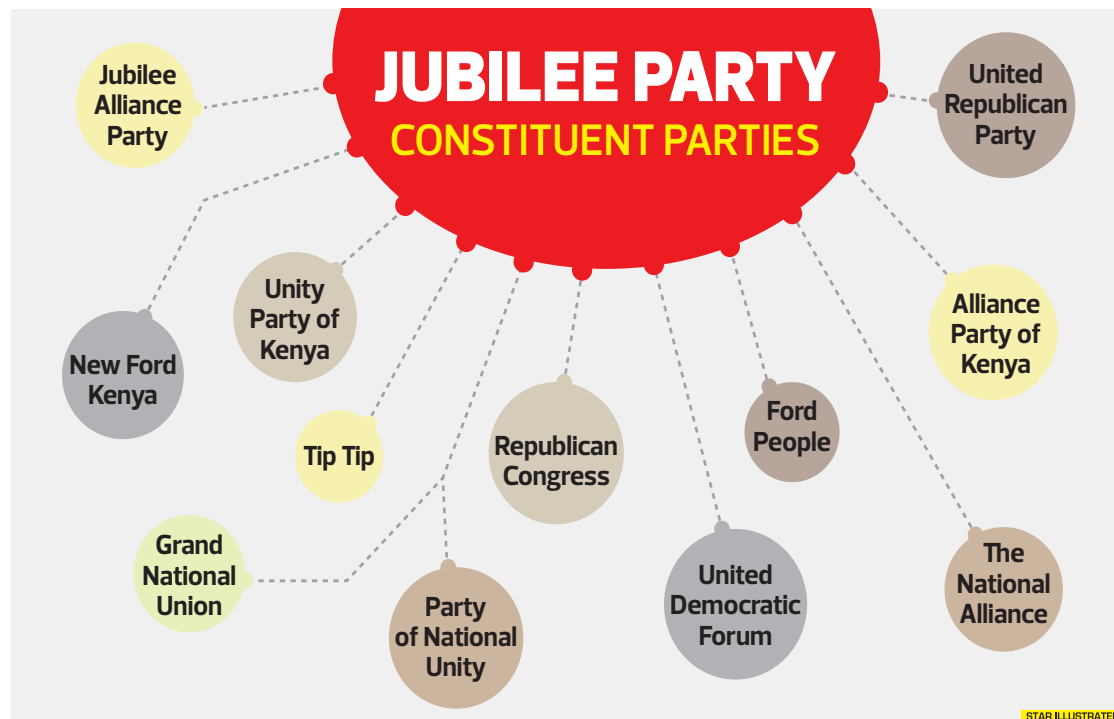 JUBILEE PARTY
CONSTITUENT PARTIES
Jubilee
Alliance
Party
United
Republican
Party
Unity
Party of
Kenya
Alliance
Party of
Kenya
New Ford
Kenya
Tip Tip
Republican
Congress
Ford
People
Grand
National
Union
Party
of National
Unity
United
Democratic
Forum
The
National
Alliance
STAR ILLUSTRATE